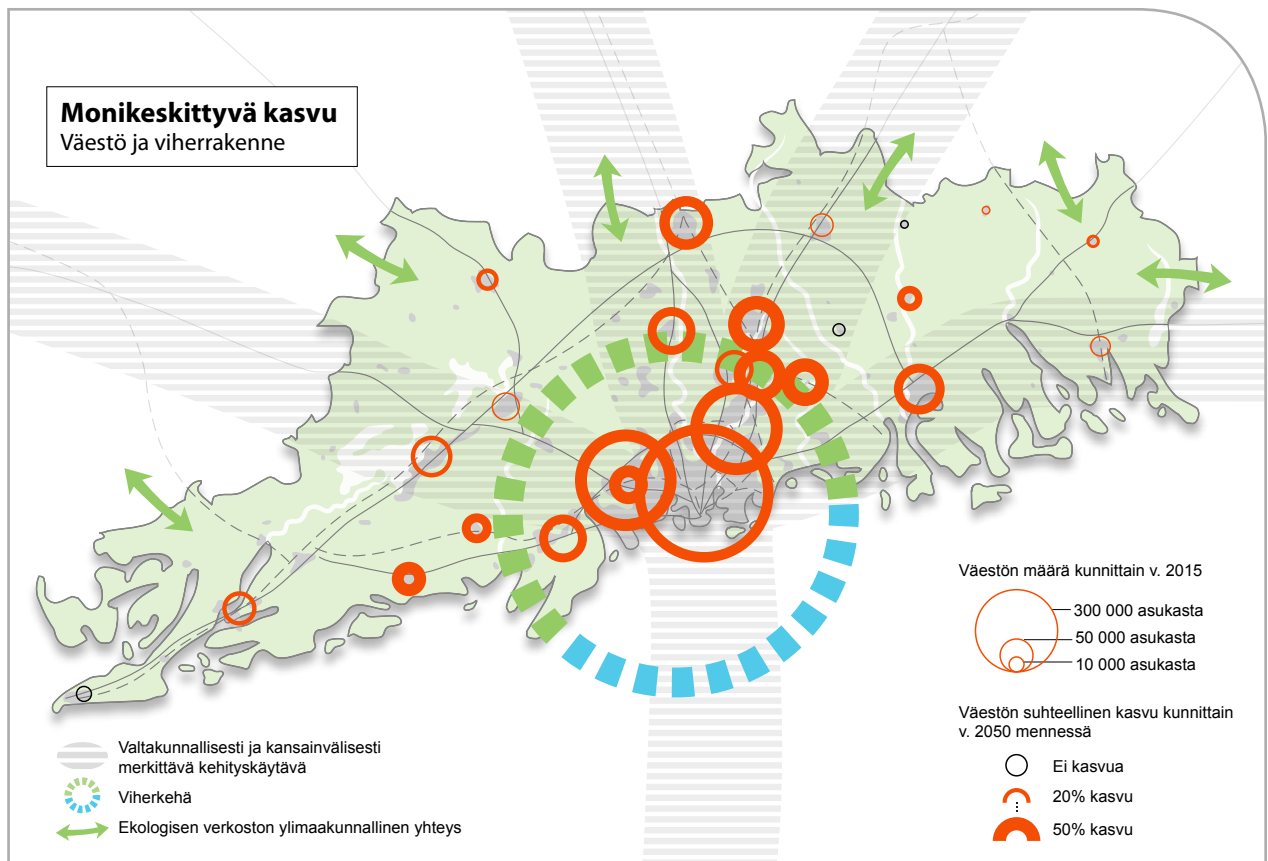 Monikeskittyvä kasvu
Väestö ja viherrakenne
Valtakunnallisesti ja kansainvälisesti
merkittävä kehityskäytävä
Viherkehä
Ekologisen verkoston ylimaakunnallinen yhteys
Väestön määrä kunnittain v. 2015
300 000 asukasta
50 000 asukasta
10 000 asukasta
Väestön suhteellinen kasvu kunnittain
v. 2050 mennessä
Ei kasvua
20% kasvu
50% kasvu